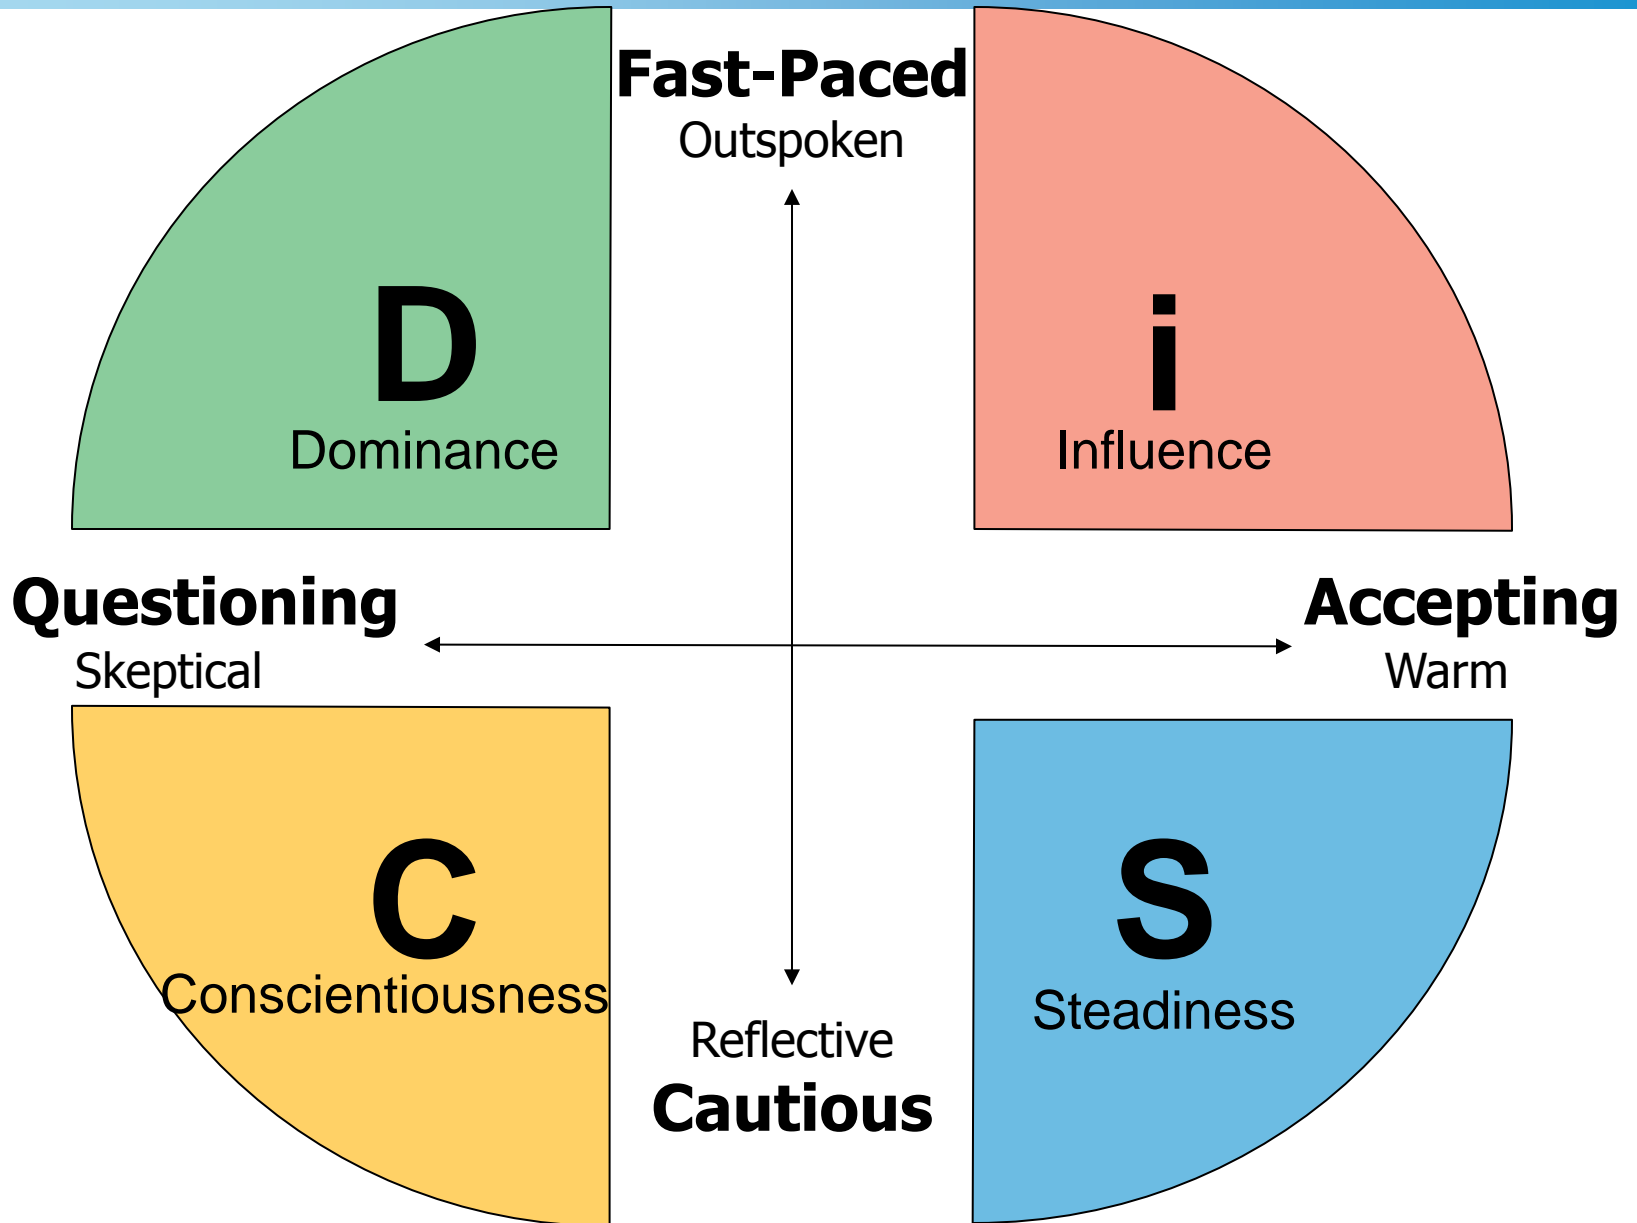 Fast-Paced
Outspoken
D
Dominance
i
Influence
Questioning
Skeptical
Accepting
Warm
C
Conscientiousness
S
Steadiness
Reflective
Cautious